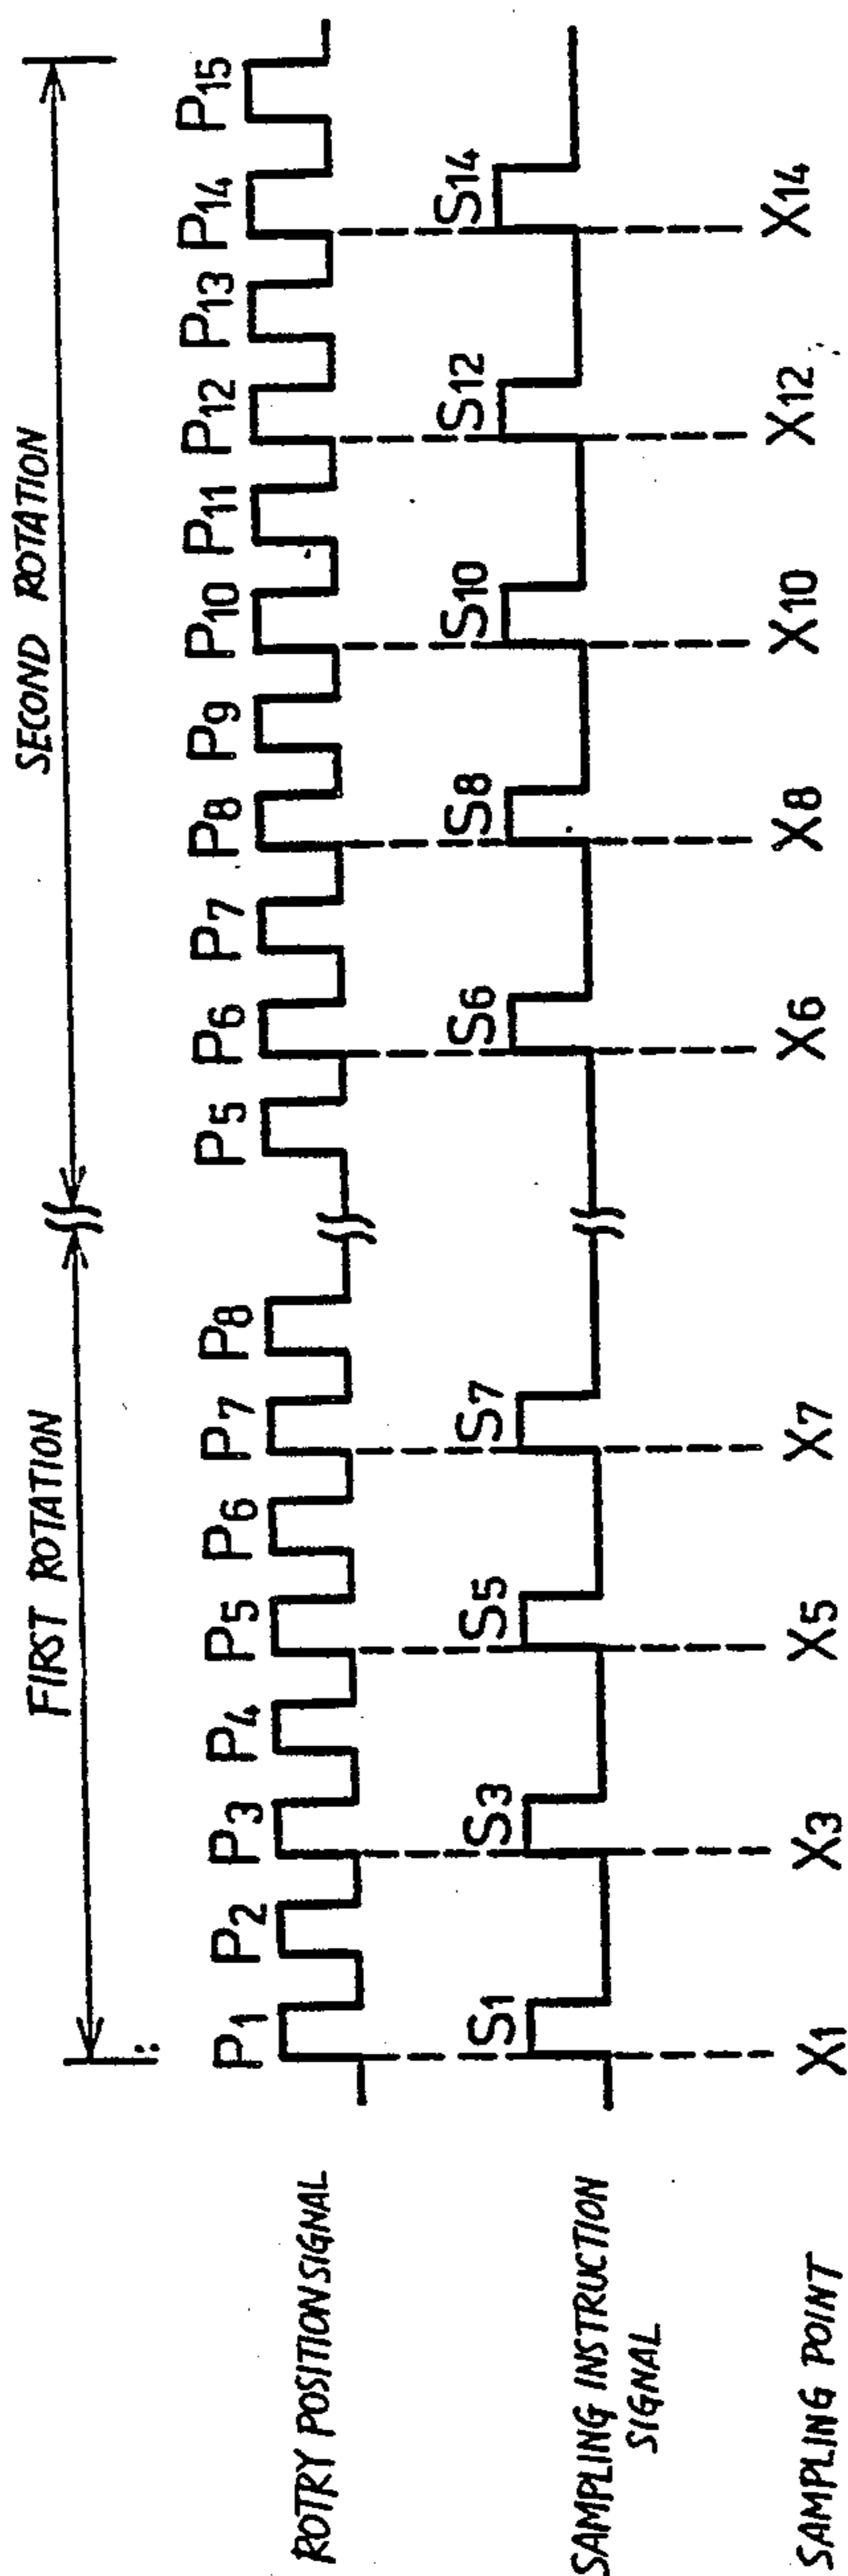 FIRST ROTATION
SECOND ROTATION
ROTRY POSITION SIGNAL
P1 P2 P3 P4 P5 P6 P7 P8 P5 P6 P7 P8 P9 P10 P11 P12 P13 P14 P15
SAMPLING INSTRUCTION
SIGNAL
S1 S3 S5 S7 S6 S8 S10 S12 S14
SAMPLING POINT
X1 X3 X5 X7 X6 X8 X10 X12 X14